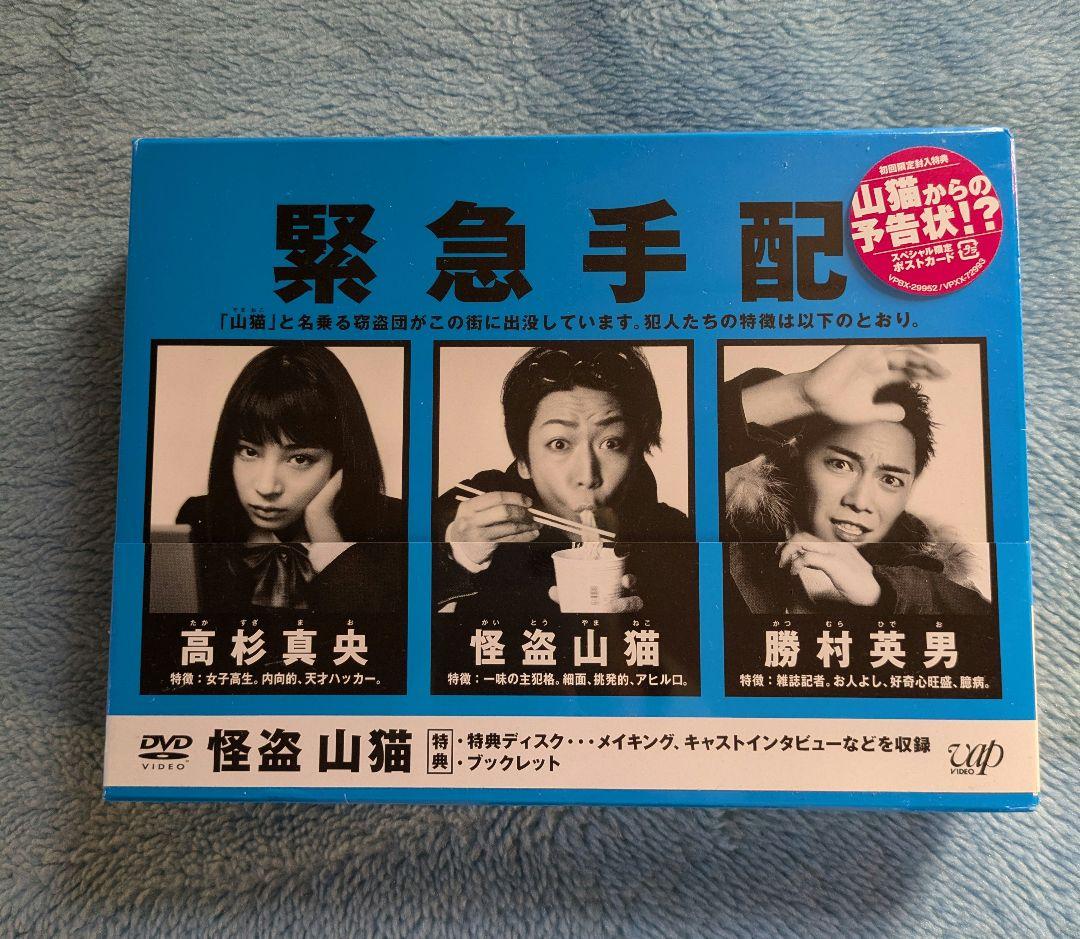 初回限定封入特典
山猫からの
予告状!?
スペシャル限定
ポストカード
VPBX-29952/VPXX-72993
緊急手配
やまねこ
「山猫」と名乗る窃盗団がこの街に出没しています。犯人たちの特徴は以下のとおり。
たか すぎ ま お
高杉真央
特徴：女子高生。内向的、天才ハッカー。
かい とう やま ねこ
怪盗山猫
特徴：一味の主犯格。細面、挑発的、アヒル口。
かつ むら ひで お
勝村英男
特徴：雑誌記者。お人よし、好奇心旺盛、臆病。
DVD
VIDEO
怪盗 山猫
特典
・特典ディスク・・・メイキング、キャストインタビューなどを収録
・ブックレット
vap
VIDEO